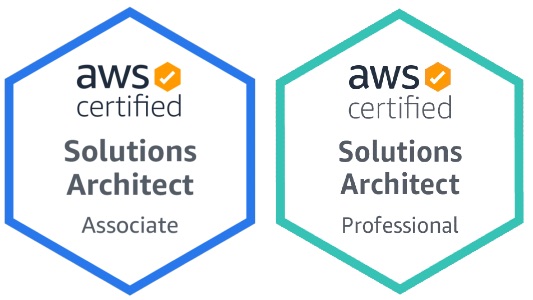 aws
certified
Solutions
Architect
Associate
aws
certified
Solutions
Architect
Professional